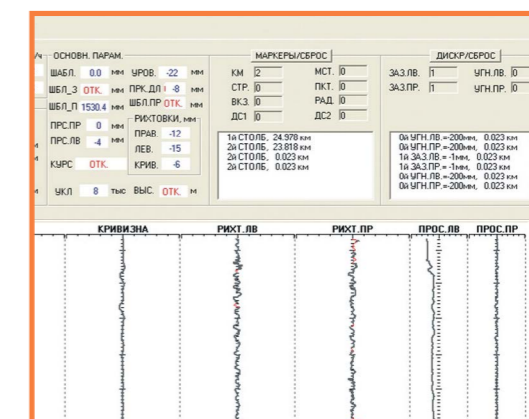 /ч ОСНОВН. ПАРАМ. МАРКЕРЫ/СБРОС ДИСКР/СБРОС
ШАБЛ. 0.0 мм УРОВ. -22 мм КМ 2 МСТ. 0 ЗАЗ.ЛВ. 1 УГН.ЛВ. 0
ШБЛ_З ОТК. мм ПРК.ДЛ -8 мм СТР. 0 ПКТ. 0 ЗАЗ.ПР. 1 УГН.ПР. 0
ШБЛ_П 1530.4 мм ШБЛ.ПР ОТК. мм ВКЗ. 0 РАД. 0
ПРС.ПР 0 мм РИХТОВКИ, мм ДС1 0 ДС2 0
ПРАВ. -12
ПРС.ЛВ -4 мм ЛЕВ. -15
КУРС ОТК. КРИВ. -6
УКЛ 8 тыс ВЫС. ОТК. м
1й СТОЛБ, 24.978 км
2й СТОЛБ, 23.818 км
2й СТОЛБ, 0.023 км
2й СТОЛБ, 0.023 км
0й УГН.ЛВ.=-200мм, 0.023 км
0й УГН.ПР.=-200мм, 0.023 км
1й ЗАЗ.ЛВ.= -1мм, 0.023 км
1й ЗАЗ.ПР.= -1мм, 0.023 км
0й УГН.ЛВ.=-200мм, 0.023 км
0й УГН.ПР.=-200мм, 0.023 км
КРИВИЗНА РИХТ.ЛВ РИХТ.ПР ПРОС.ЛВ ПРОС.ПР